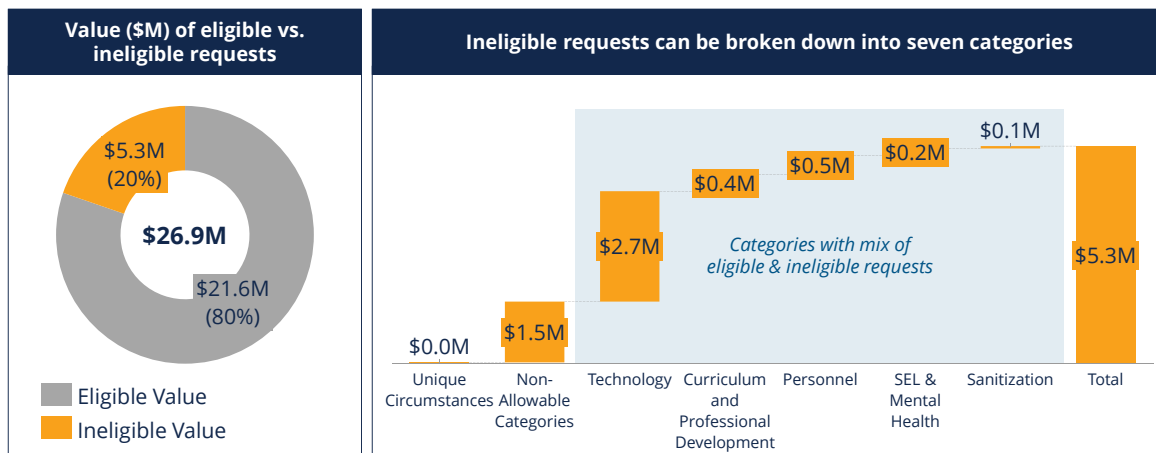 Value ($M) of eligible vs.
ineligible requests
$5.3M
(20%)
$26.9M
$21.6M
(80%)
Eligible Value
Ineligible Value
Ineligible requests can be broken down into seven categories
$0.0M
$1.5M
$2.7M
$0.4M
$0.5M
$0.2M
$0.1M
$5.3M
Categories with mix of
eligible & ineligible requests
Unique
Circumstances
Non-
Allowable
Categories
Technology
Curriculum
and
Professional
Development
Personnel
SEL &
Mental
Health
Sanitization
Total